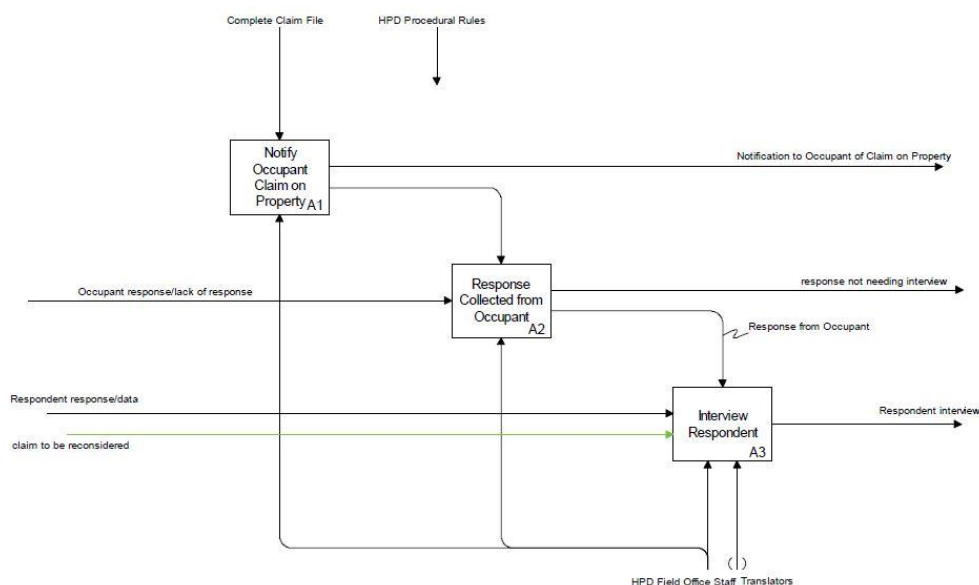 Complete Claim File
HPD Procedural Rules
Notify
Occupant
Claim on
Property
A1
Notification to Occupant of Claim on Property
Occupant response/lack of response
Response
Collected from
Occupant
A2
response not needing interview
Response from Occupant
Respondent response/data
claim to be reconsidered
Interview
Respondent
A3
Respondent interview
HPD Field Office Staff
( )
Translators